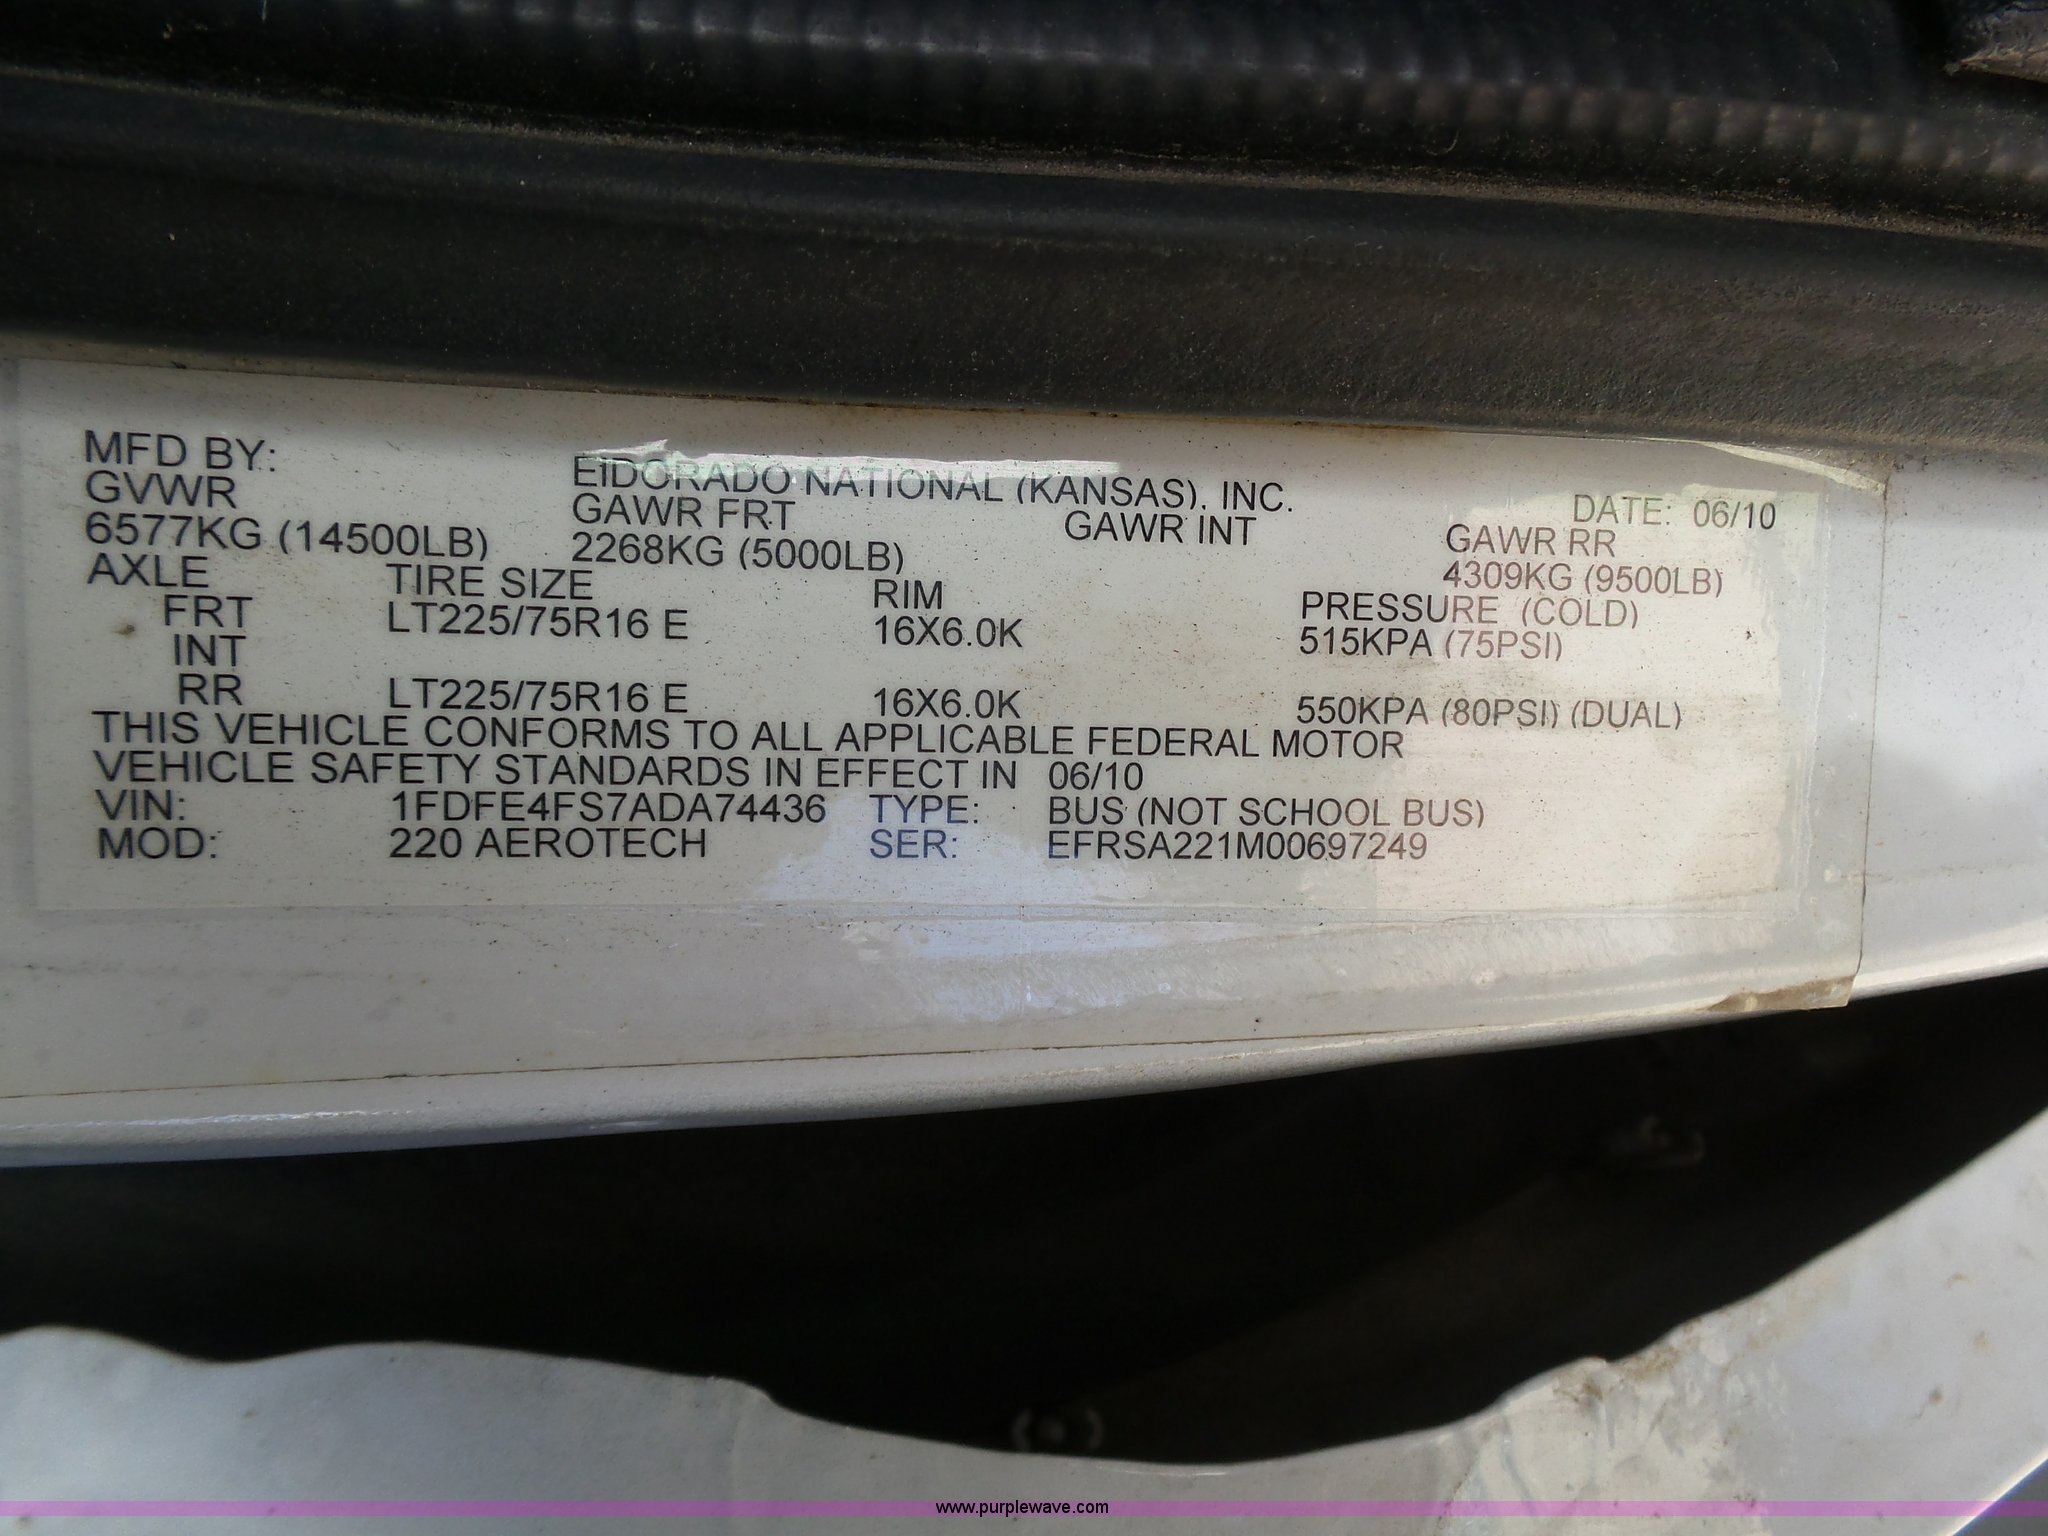 MFD BY: ElDORADO NATIONAL (KANSAS). INC. DATE: 06/10
GVWR GAWR FRT GAWR INT GAWR RR
6577KG (14500LB) 2268KG (5000LB) 4309KG (9500LB)
AXLE TIRE SIZE RIM PRESSURE (COLD)
FRT LT225/75R16 E 16X6.0K 515KPA (75PSI)
INT
RR LT225/75R16 E 16X6.0K 550KPA (80PSI) (DUAL)
THIS VEHICLE CONFORMS TO ALL APPLICABLE FEDERAL MOTOR
VEHICLE SAFETY STANDARDS IN EFFECT IN 06/10
VIN: 1FDFE4FS7ADA74436 TYPE: BUS (NOT SCHOOL BUS)
MOD: 220 AEROTECH SER: EFRSA221M00697249
www.purplewave.com